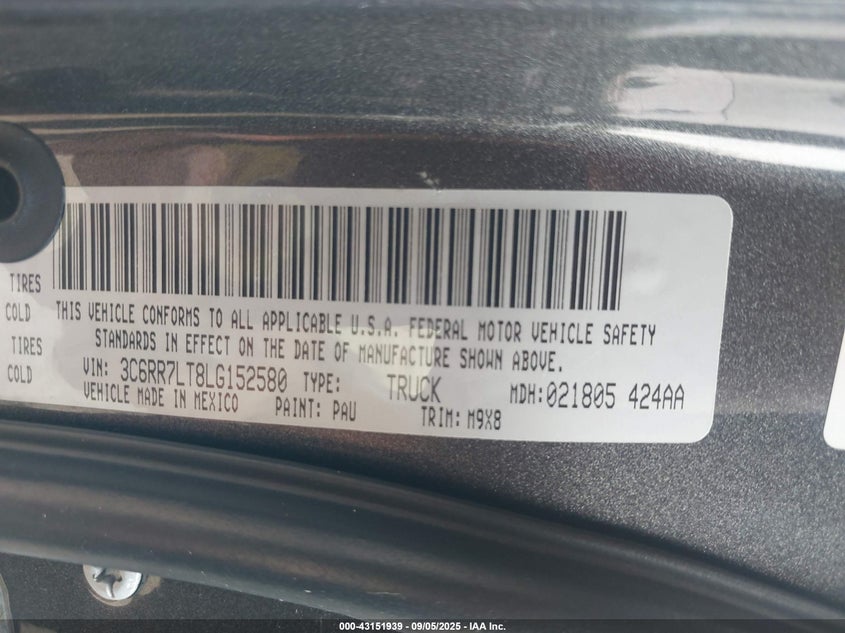 TIRES
COLD THIS VEHICLE CONFORMS TO ALL APPLICABLE U.S.A. FEDERAL MOTOR VEHICLE SAFETY
TIRES STANDARDS IN EFFECT ON THE DATE OF MANUFACTURE SHOWN ABOVE.
COLD VIN: 3C6RR7LT8LG152580 TYPE: TRUCK MDH:021805 424AA
VEHICLE MADE IN MEXICO PAINT: PAU TRIM: M9X8
000-43151939 - 09/05/2025 - IAA Inc.